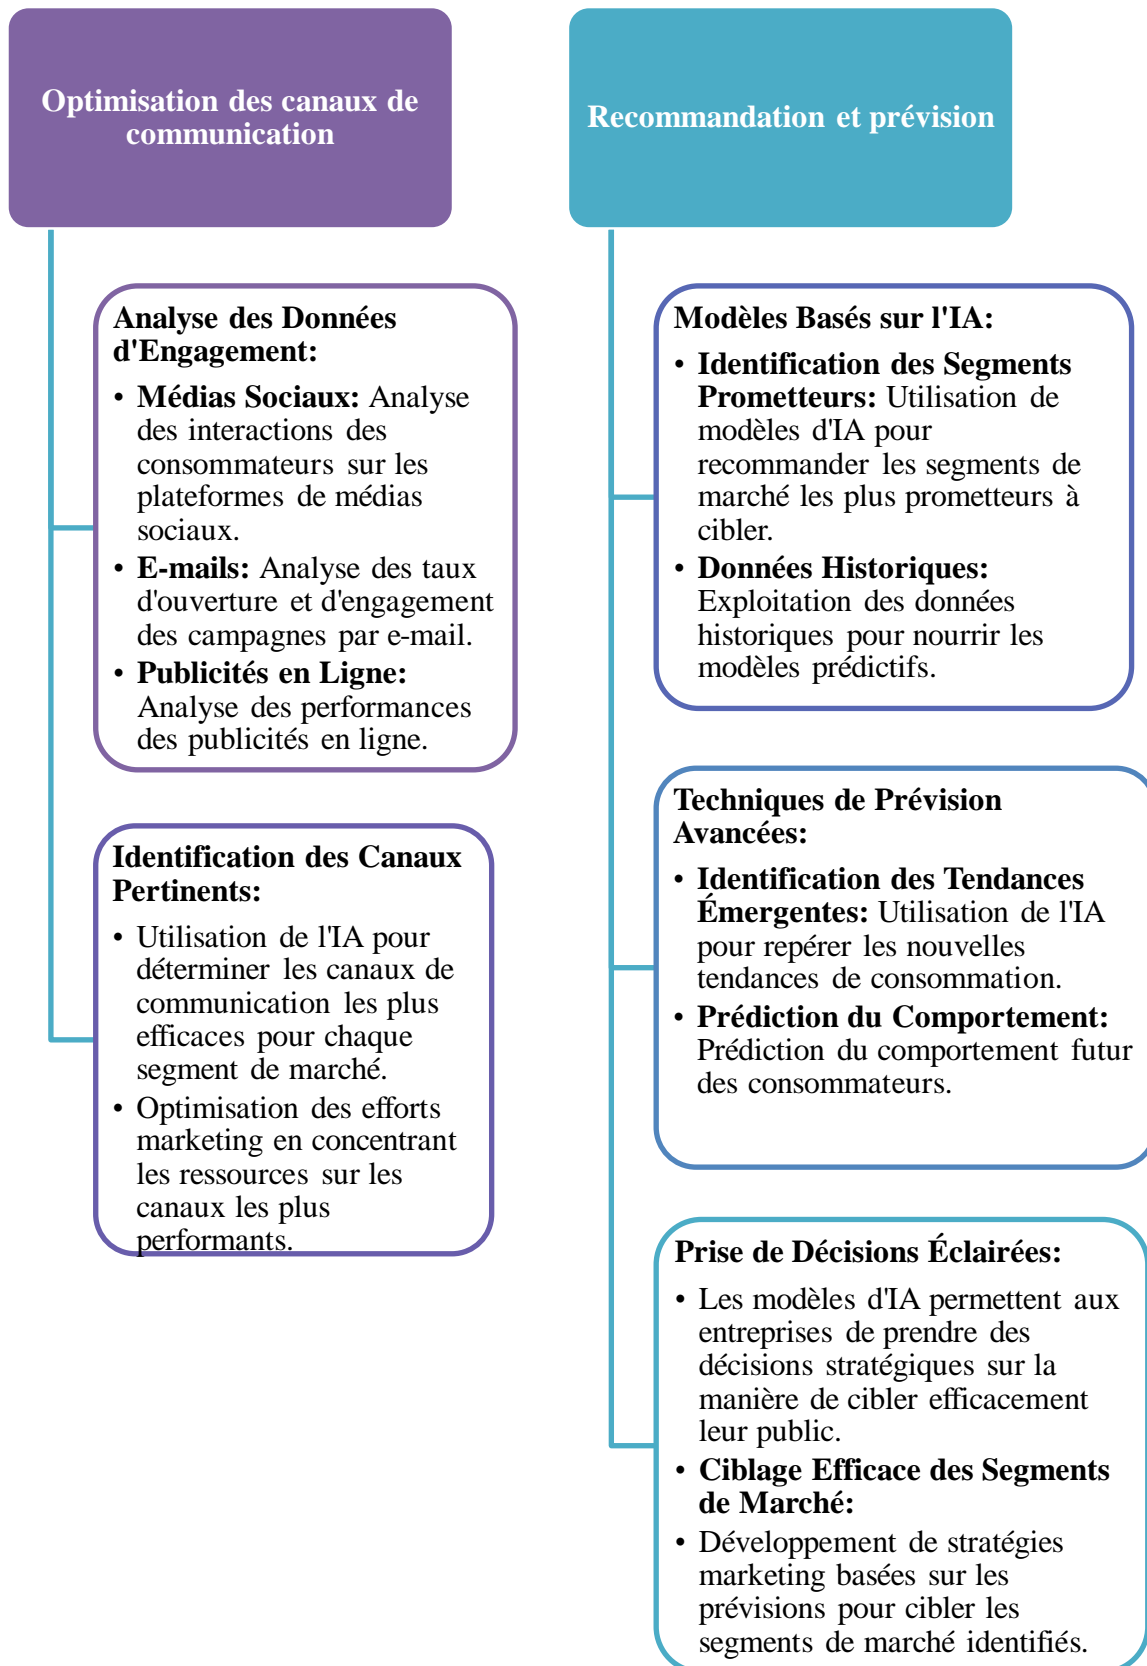 Optimisation des canaux de
communication
Analyse des Données
d'Engagement:
• Médias Sociaux: Analyse
des interactions des
consommateurs sur les
plateformes de médias
sociaux.
• E-mails: Analyse des taux
d'ouverture et d'engagement
des campagnes par e-mail.
• Publicités en Ligne:
Analyse des performances
des publicités en ligne.
Identification des Canaux
Pertinents:
• Utilisation de l'IA pour
déterminer les canaux de
communication les plus
efficaces pour chaque
segment de marché.
• Optimisation des efforts
marketing en concentrant
les ressources sur les
canaux les plus
performants.
Recommandation et prévision
Modèles Basés sur l'IA:
• Identification des Segments
Prometteurs: Utilisation de
modèles d'IA pour
recommander les segments de
marché les plus prometteurs à
cibler.
• Données Historiques:
Exploitation des données
historiques pour nourrir les
modèles prédictifs.
Techniques de Prévision
Avancées:
• Identification des Tendances
Émergentes: Utilisation de l'IA
pour repérer les nouvelles
tendances de consommation.
• Prédiction du Comportement:
Prédiction du comportement futur
des consommateurs.
Prise de Décisions Éclairées:
• Les modèles d'IA permettent aux
entreprises de prendre des
décisions stratégiques sur la
manière de cibler efficacement
leur public.
• Ciblage Efficace des Segments
de Marché:
• Développement de stratégies
marketing basées sur les
prévisions pour cibler les
segments de marché identifiés.